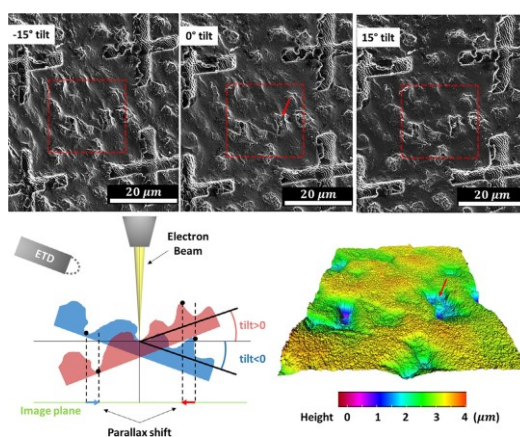 -15° tilt
0° tilt
15° tilt
20 μm
20 μm
20 μm
ETD
Electron
Beam
tilt>0
tilt<0
Image plane
Parallax shift
Height 0 1 2 3 4 (μm)